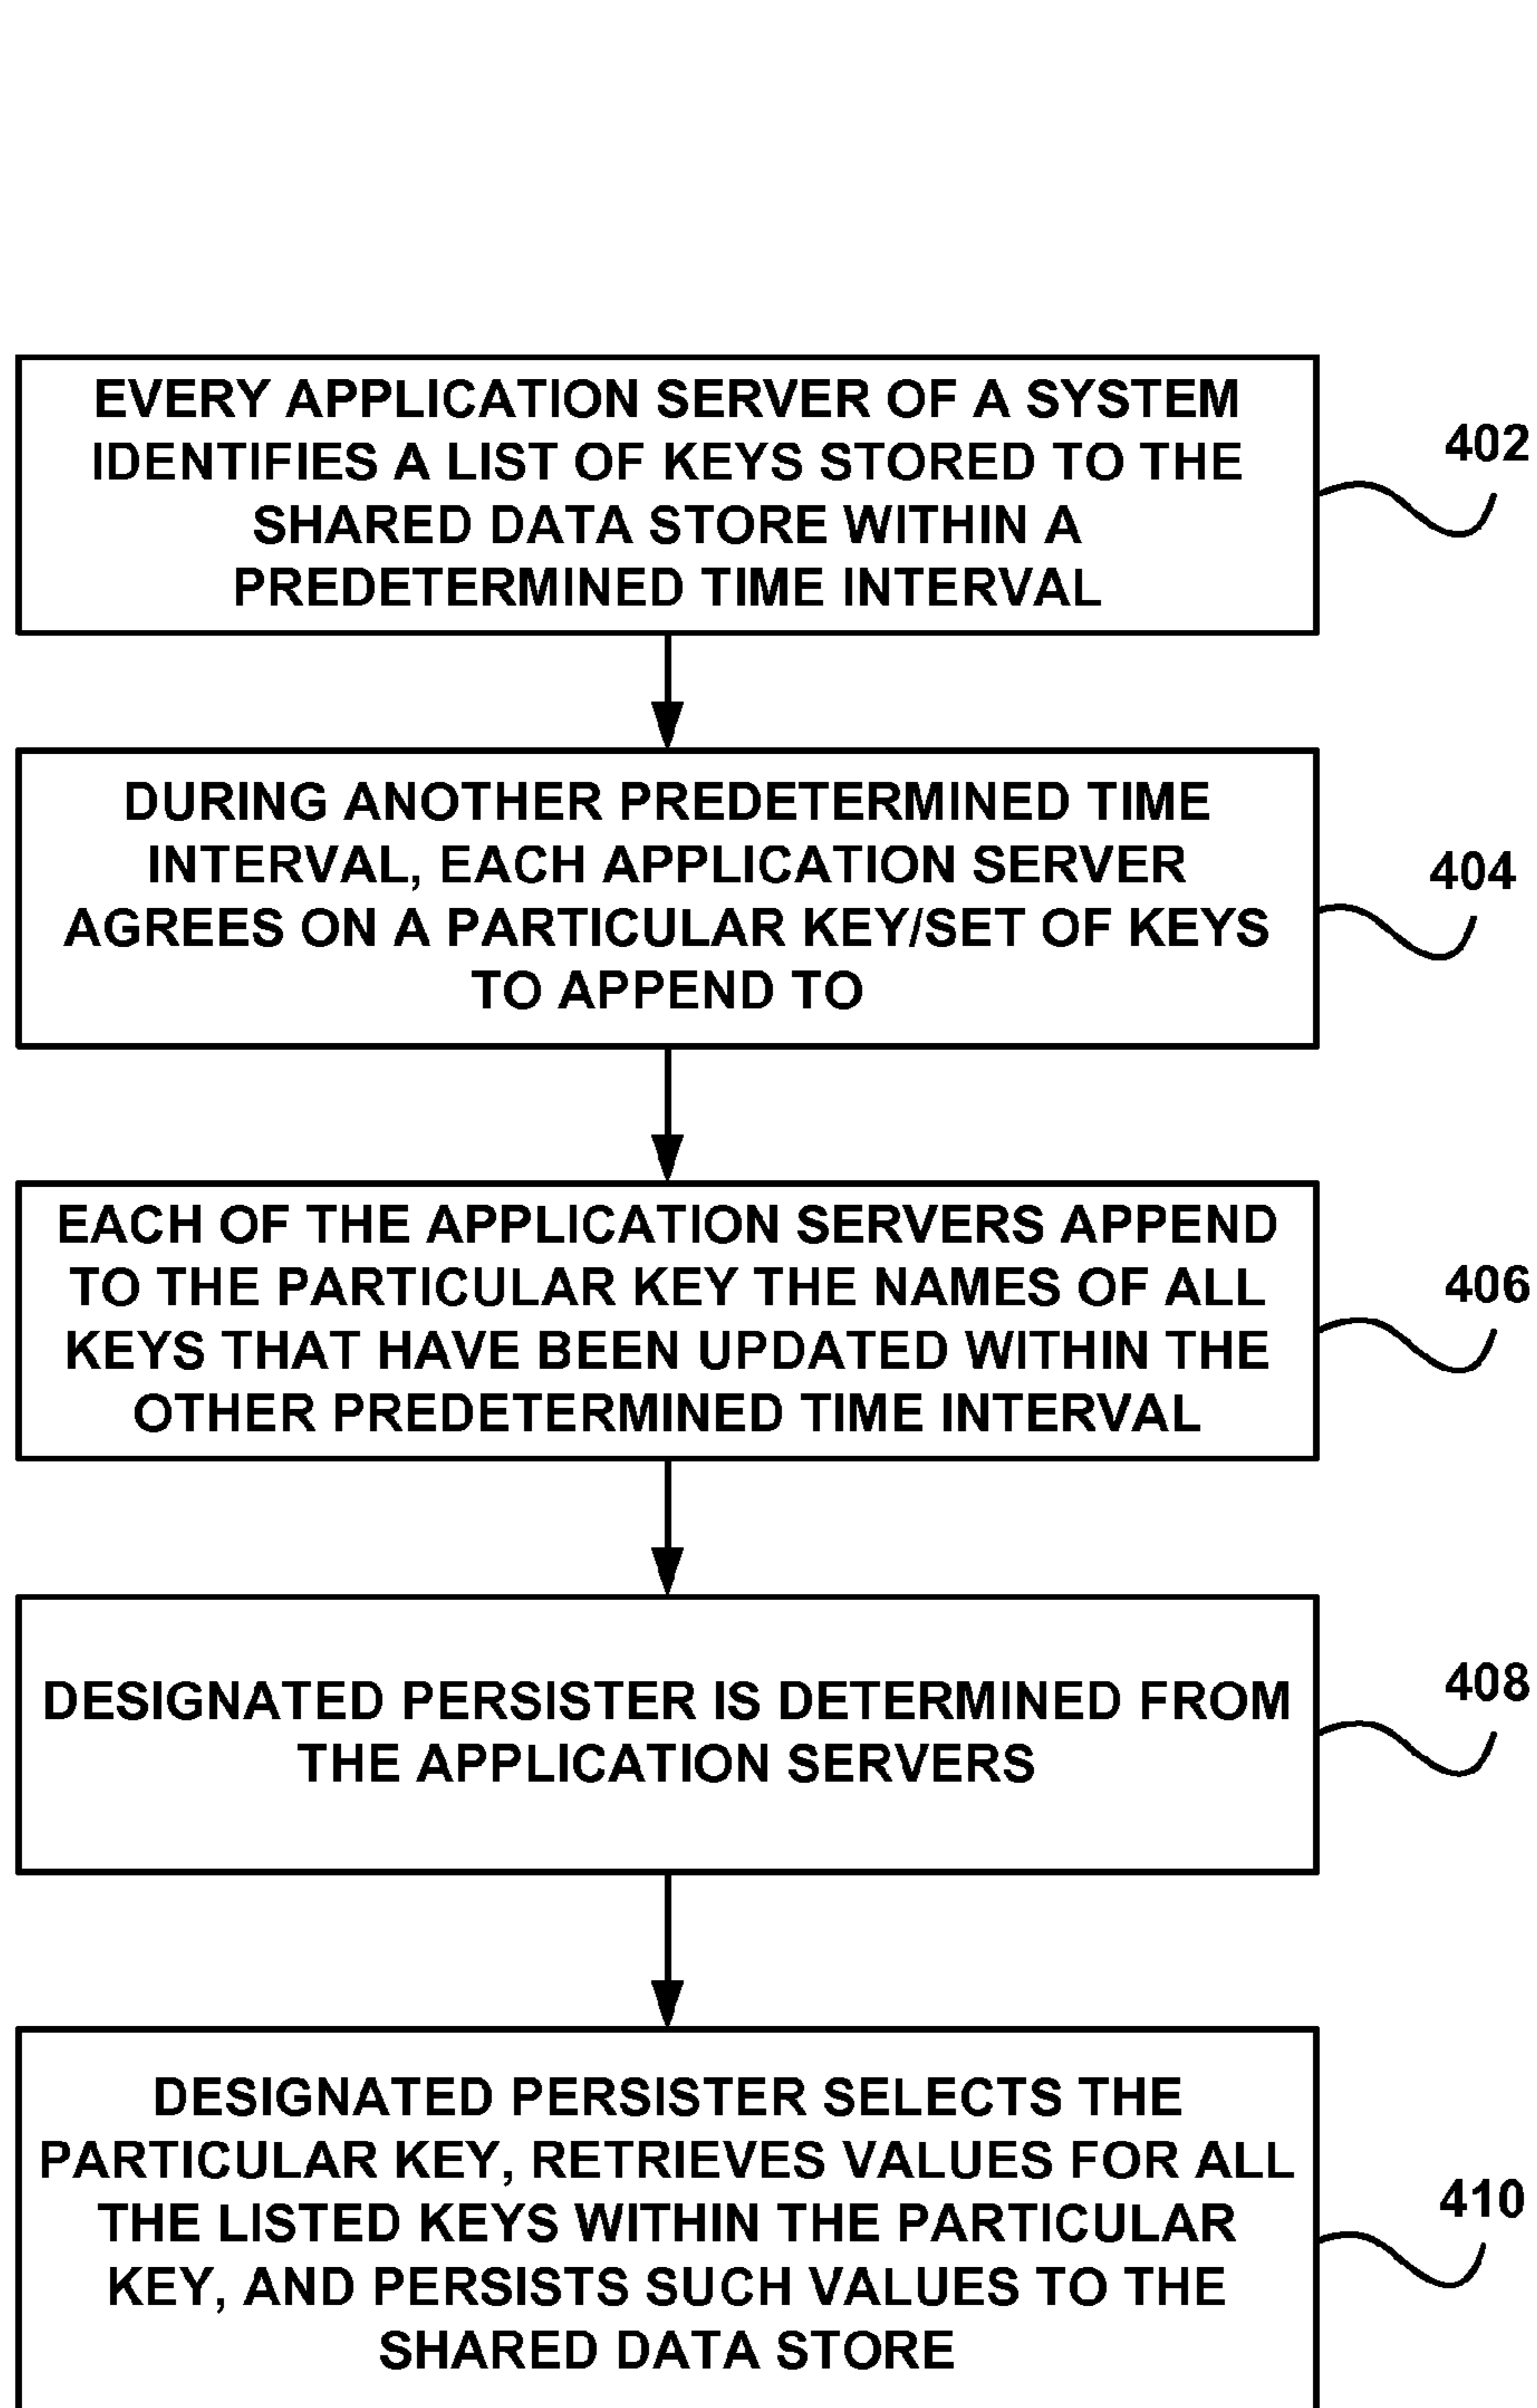 EVERY APPLICATION SERVER OF A SYSTEM
IDENTIFIES A LIST OF KEYS STORED TO THE
SHARED DATA STORE WITHIN A
PREDETERMINED TIME INTERVAL
402
DURING ANOTHER PREDETERMINED TIME
INTERVAL, EACH APPLICATION SERVER
AGREES ON A PARTICULAR KEY/SET OF KEYS
TO APPEND TO
404
EACH OF THE APPLICATION SERVERS APPEND
TO THE PARTICULAR KEY THE NAMES OF ALL
KEYS THAT HAVE BEEN UPDATED WITHIN THE
OTHER PREDETERMINED TIME INTERVAL
406
DESIGNATED PERSISTER IS DETERMINED FROM
THE APPLICATION SERVERS
408
DESIGNATED PERSISTER SELECTS THE
PARTICULAR KEY, RETRIEVES VALUES FOR ALL
THE LISTED KEYS WITHIN THE PARTICULAR
KEY, AND PERSISTS SUCH VALUES TO THE
SHARED DATA STORE
410